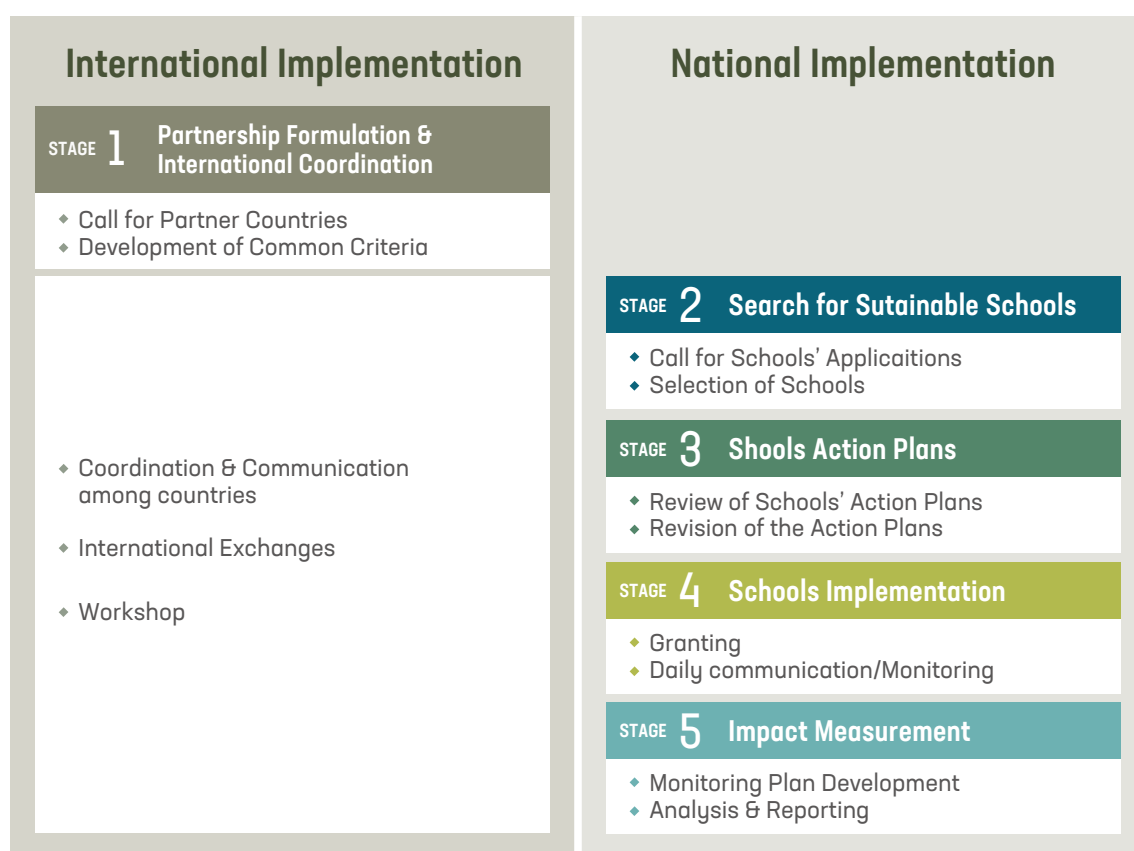 International Implementation
STAGE 1 Partnership Formulation &
International Coordination
Call for Partner Countries
Development of Common Criteria
Coordination & Communication
among countries
International Exchanges
Workshop
National Implementation
STAGE 2 Search for Sutainable Schools
Call for Schools’ Applicaitions
Selection of Schools
STAGE 3 Shools Action Plans
Review of Schools’ Action Plans
Revision of the Action Plans
STAGE 4 Schools Implementation
Granting
Daily communication/Monitoring
STAGE 5 Impact Measurement
Monitoring Plan Development
Analysis & Reporting